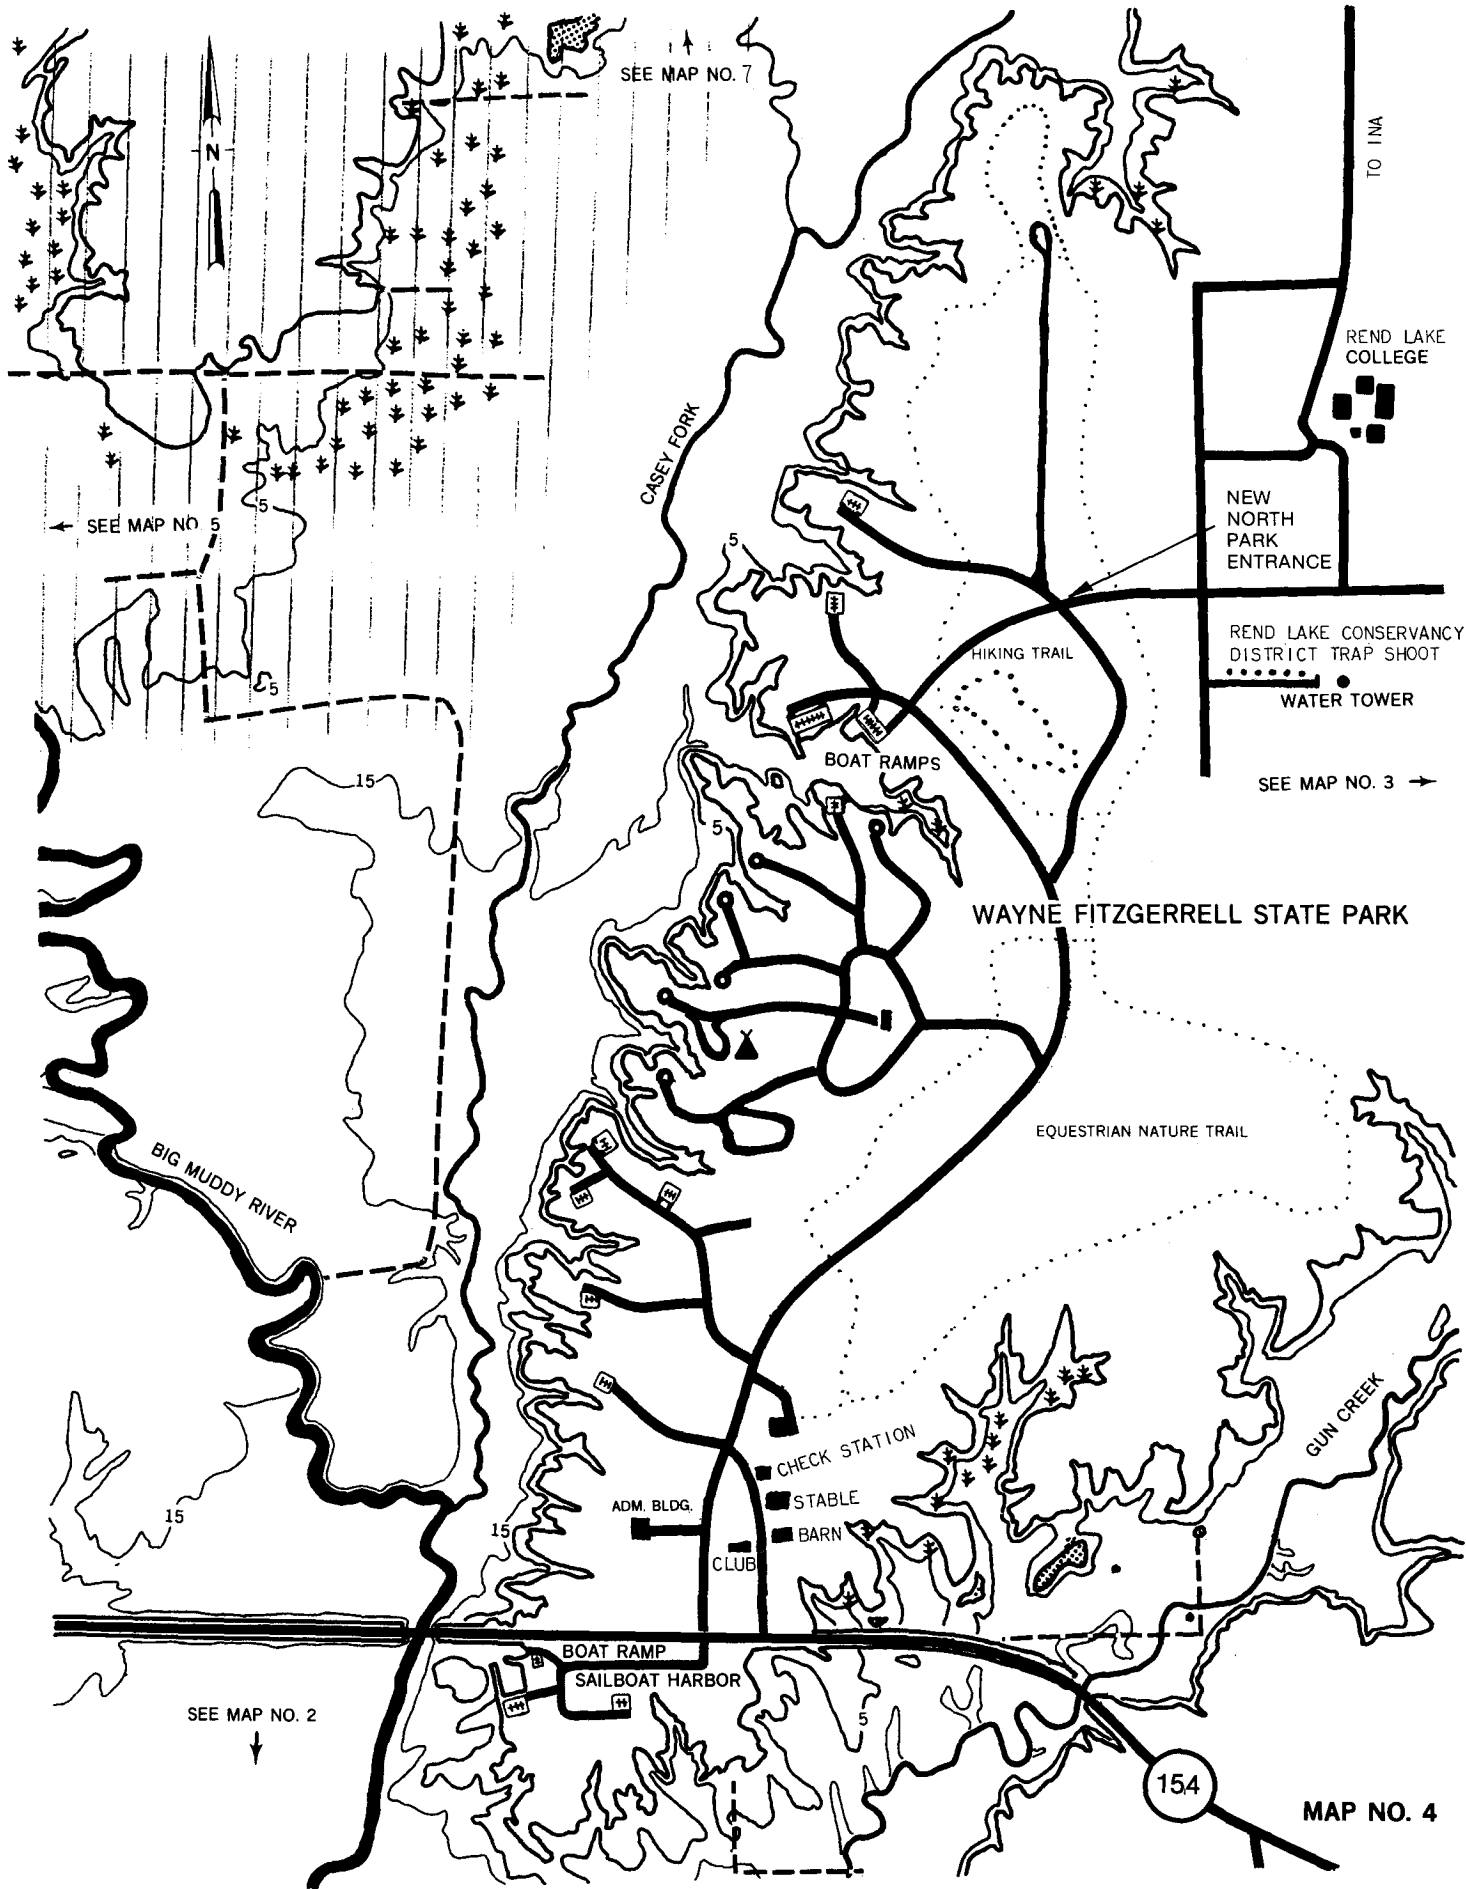 SEE MAP NO. 7
N
TO INA
REND LAKE
COLLEGE
CASEY FORK
5
SEE MAP NO. 5
NEW
NORTH
PARK
ENTRANCE
5
REND LAKE CONSERVANCY
DISTRICT TRAP SHOOT
HIKING TRAIL
5
WATER TOWER
BOAT RAMPS
15
SEE MAP NO. 3
5
WAYNE FITZGERRELL STATE PARK
EQUESTRIAN NATURE TRAIL
BIG MUDDY RIVER
GUN CREEK
CHECK STATION
ADM. BLDG.
STABLE
15
15
BARN
CLUB
BOAT RAMP
SAILBOAT HARBOR
SEE MAP NO. 2
5
154
MAP NO. 4